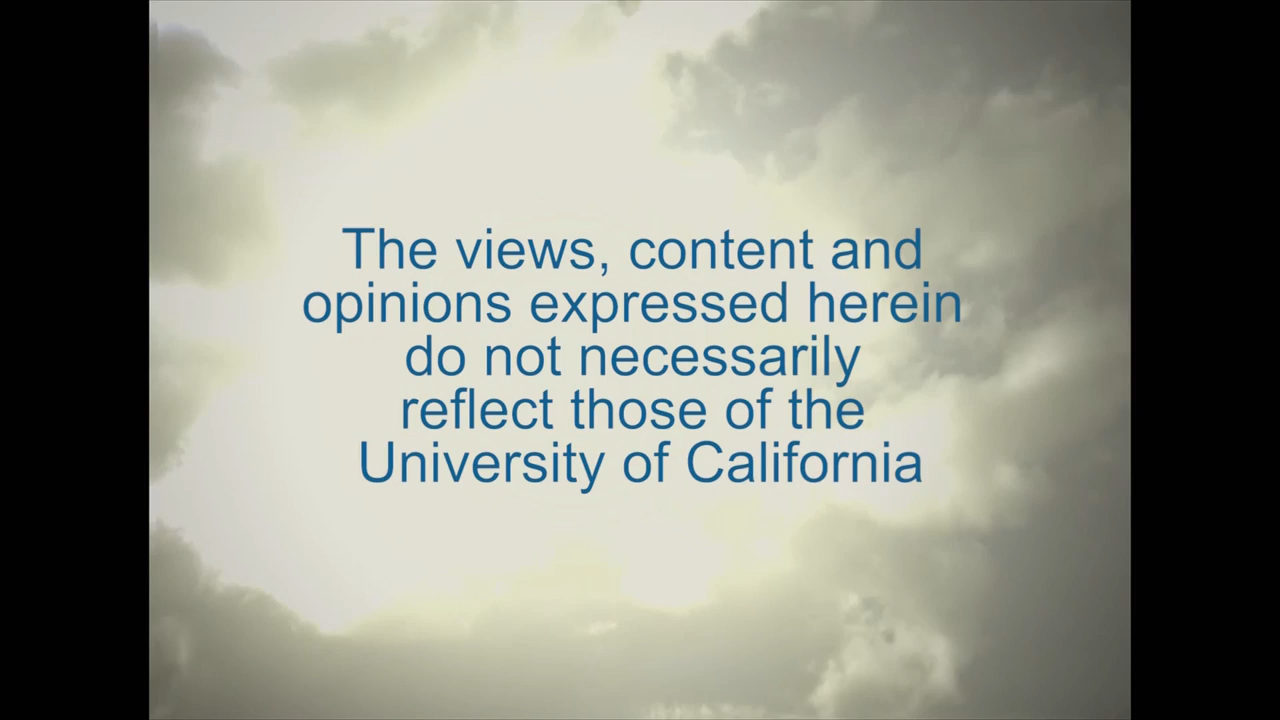 The views, content and
opinions expressed herein
do not necessarily
reflect those of the
University of California